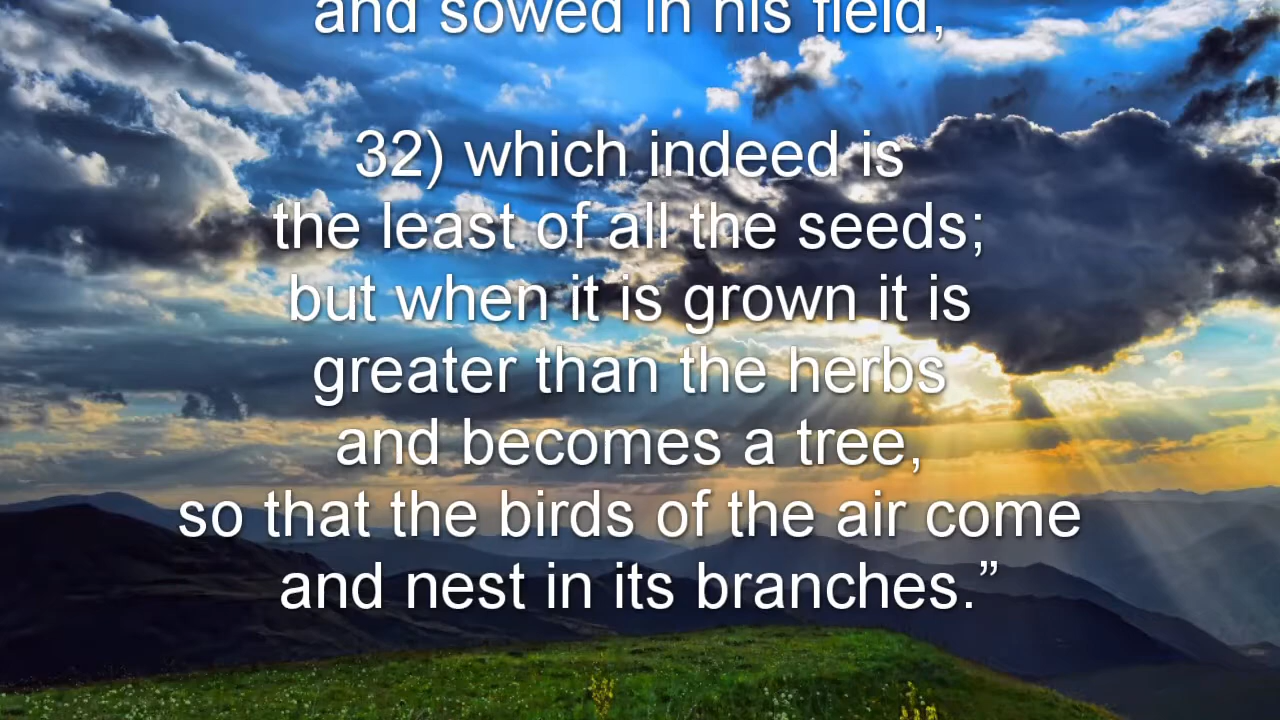 and sowed in his field,
32) which indeed is
the least of all the seeds;
but when it is grown it is
greater than the herbs
and becomes a tree,
so that the birds of the air come
and nest in its branches.”